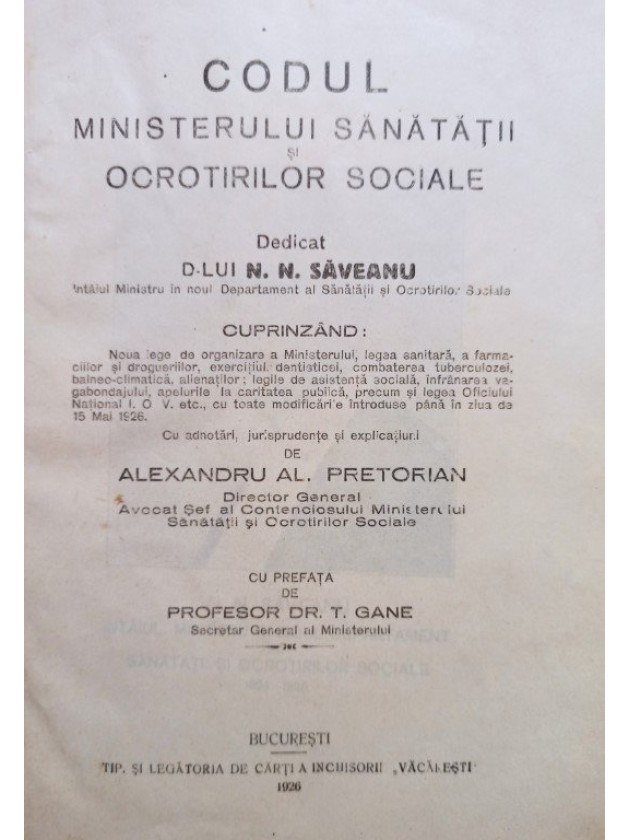 CODUL
MINISTERULUI SĂNĂTĂȚII
ȘI
OCROTIRILOR SOCIALE
Dedicat
D-LUI N. N. SĂVEANU
Întâiul Ministru în noul Departament al Sănătății și Ocrotirilor Sociale
CUPRINZÂND:
Noua lege de organizare a Ministerului, legea sanitară, a farma-
ciilor și drogueriilor, exercițiul dentisticei, combaterea tuberculozei,
balneo-climatică, alienaților; legile de asistență socială, înfrânarea va-
gabondajului, apelurile la caritatea publică, precum și legea Oficiului
Național I. O. V. etc., cu toate modificările introduse până în ziua de
15 Mai 1926.
Cu adnotări, jurisprudențe și explicațiuni
DE
ALEXANDRU AL. PRETORIAN
Director General
Avocat Șef al Contenciosului Ministerului
Sănătății și Ocrotirilor Sociale
CU PREFAȚA
DE
PROFESOR DR. T. GANE
Secretar General al Ministerului
BUCUREȘTI
TIP. ȘI LEGĂTORIA DE CĂRȚI A INCHISORII „VĂCĂREȘTI"
1926